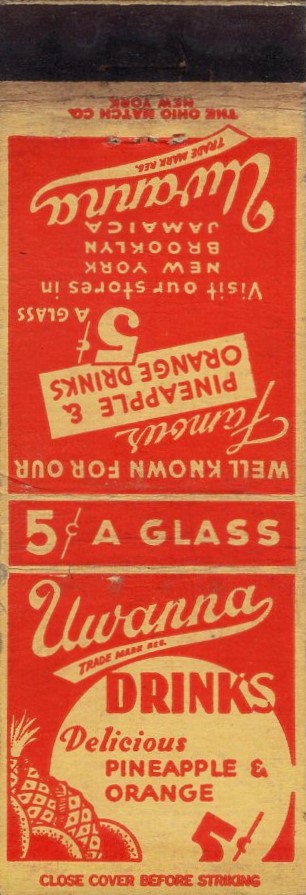 Uwanna
TRADE MARK REG.
DRINKS
Delicious
PINEAPPLE &
ORANGE
5¢
CLOSE COVER BEFORE STRIKING
5¢ A GLASS
WELL KNOWN FOR OUR
Famous
PINEAPPLE &
ORANGE DRINKS
5¢
A GLASS
Visit our stores in
NEW YORK
BROOKLYN
JAMAICA
Uwanna
TRADE MARK REG.
THE OHIO MATCH CO.
NEW YORK